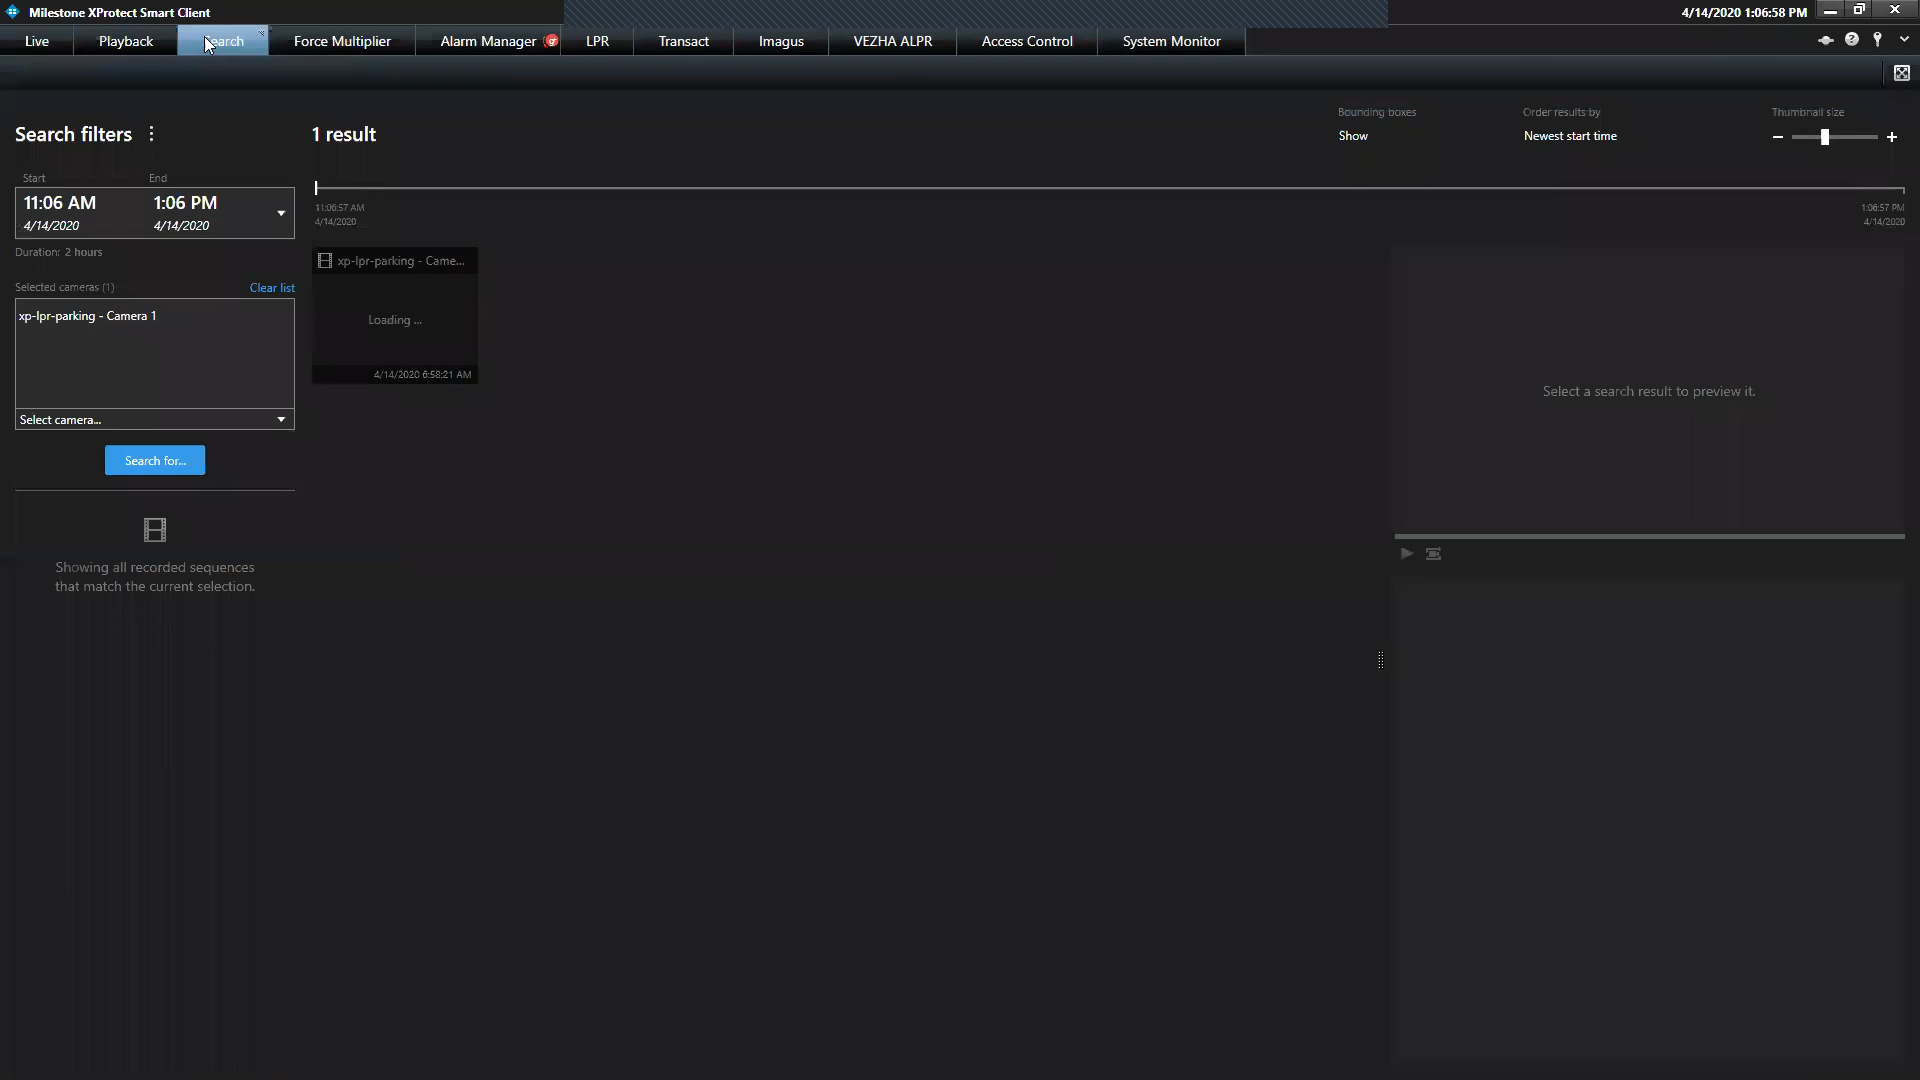 Milestone XProtect Smart Client
4/14/2020 1:06:58 PM
Live
Playback
Search
Force Multiplier
Alarm Manager
LPR
Transact
Imagus
VEZHA ALPR
Access Control
System Monitor
Search filters
1 result
Bounding boxes
Show
Order results by
Newest start time
Thumbnail size
Start
End
11:06 AM
4/14/2020
1:06 PM
4/14/2020
Duration: 2 hours
11:06:57 AM
4/14/2020
1:06:57 PM
4/14/2020
Selected cameras (1)
Clear list
xp-lpr-parking - Camera 1
Select camera...
Search for...
Showing all recorded sequences
that match the current selection.
xp-lpr-parking - Came...
Loading ...
4/14/2020 6:58:21 AM
Select a search result to preview it.